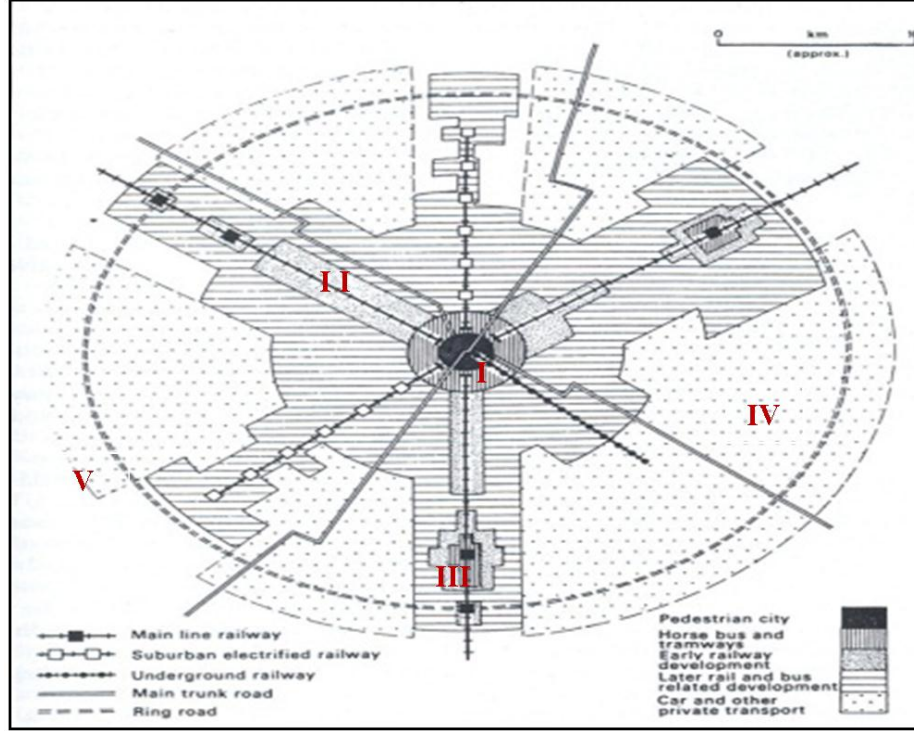 O km
(approx.)
I I
I
IV
V
III
Main line railway
Suburban electrified railway
Underground railway
Main trunk road
Ring road
Pedestrian city
Horse bus and
tramways
Early railway
development
Later rail and bus
related development
Car and other
private transport